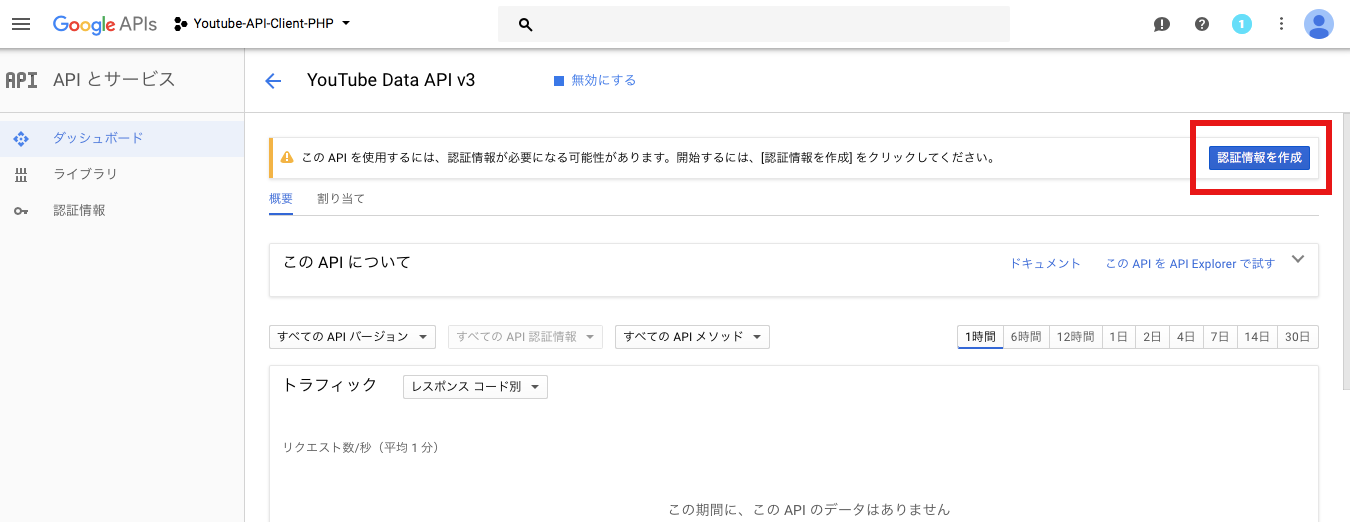 Google APIs Youtube-API-Client-PHP 1
API API とサービス
YouTube Data API v3 無効にする
ダッシュボード
ライブラリ
認証情報
この API を使用するには、認証情報が必要になる可能性があります。開始するには、[認証情報を作成] をクリックしてください。 認証情報を作成
概要 割り当て
この API について ドキュメント この API を API Explorer で試す
すべての API バージョン すべての API 認証情報 すべての API メソッド 1時間 6時間 12時間 1日 2日 4日 7日 14日 30日
トラフィック レスポンス コード別
リクエスト数/秒（平均 1 分）
この期間に、この API のデータはありません